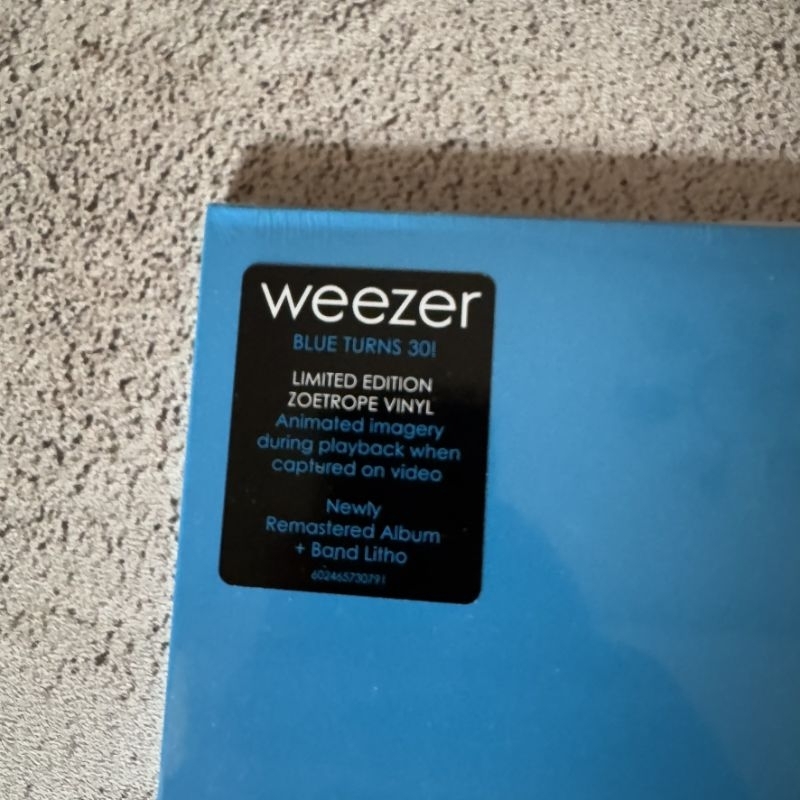 weezer
BLUE TURNS 30!
LIMITED EDITION
ZOETROPE VINYL
Animated imagery
during playback when
captured on video
Newly
Remastered Album
+ Band Litho
602465730791